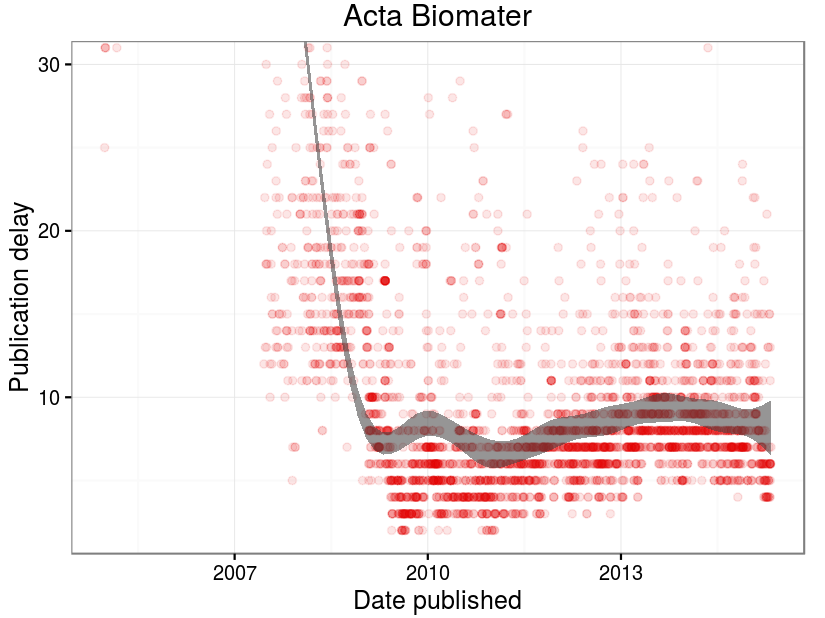 Acta Biomater
30
20
10
Publication delay
2007 2010 2013
Date published